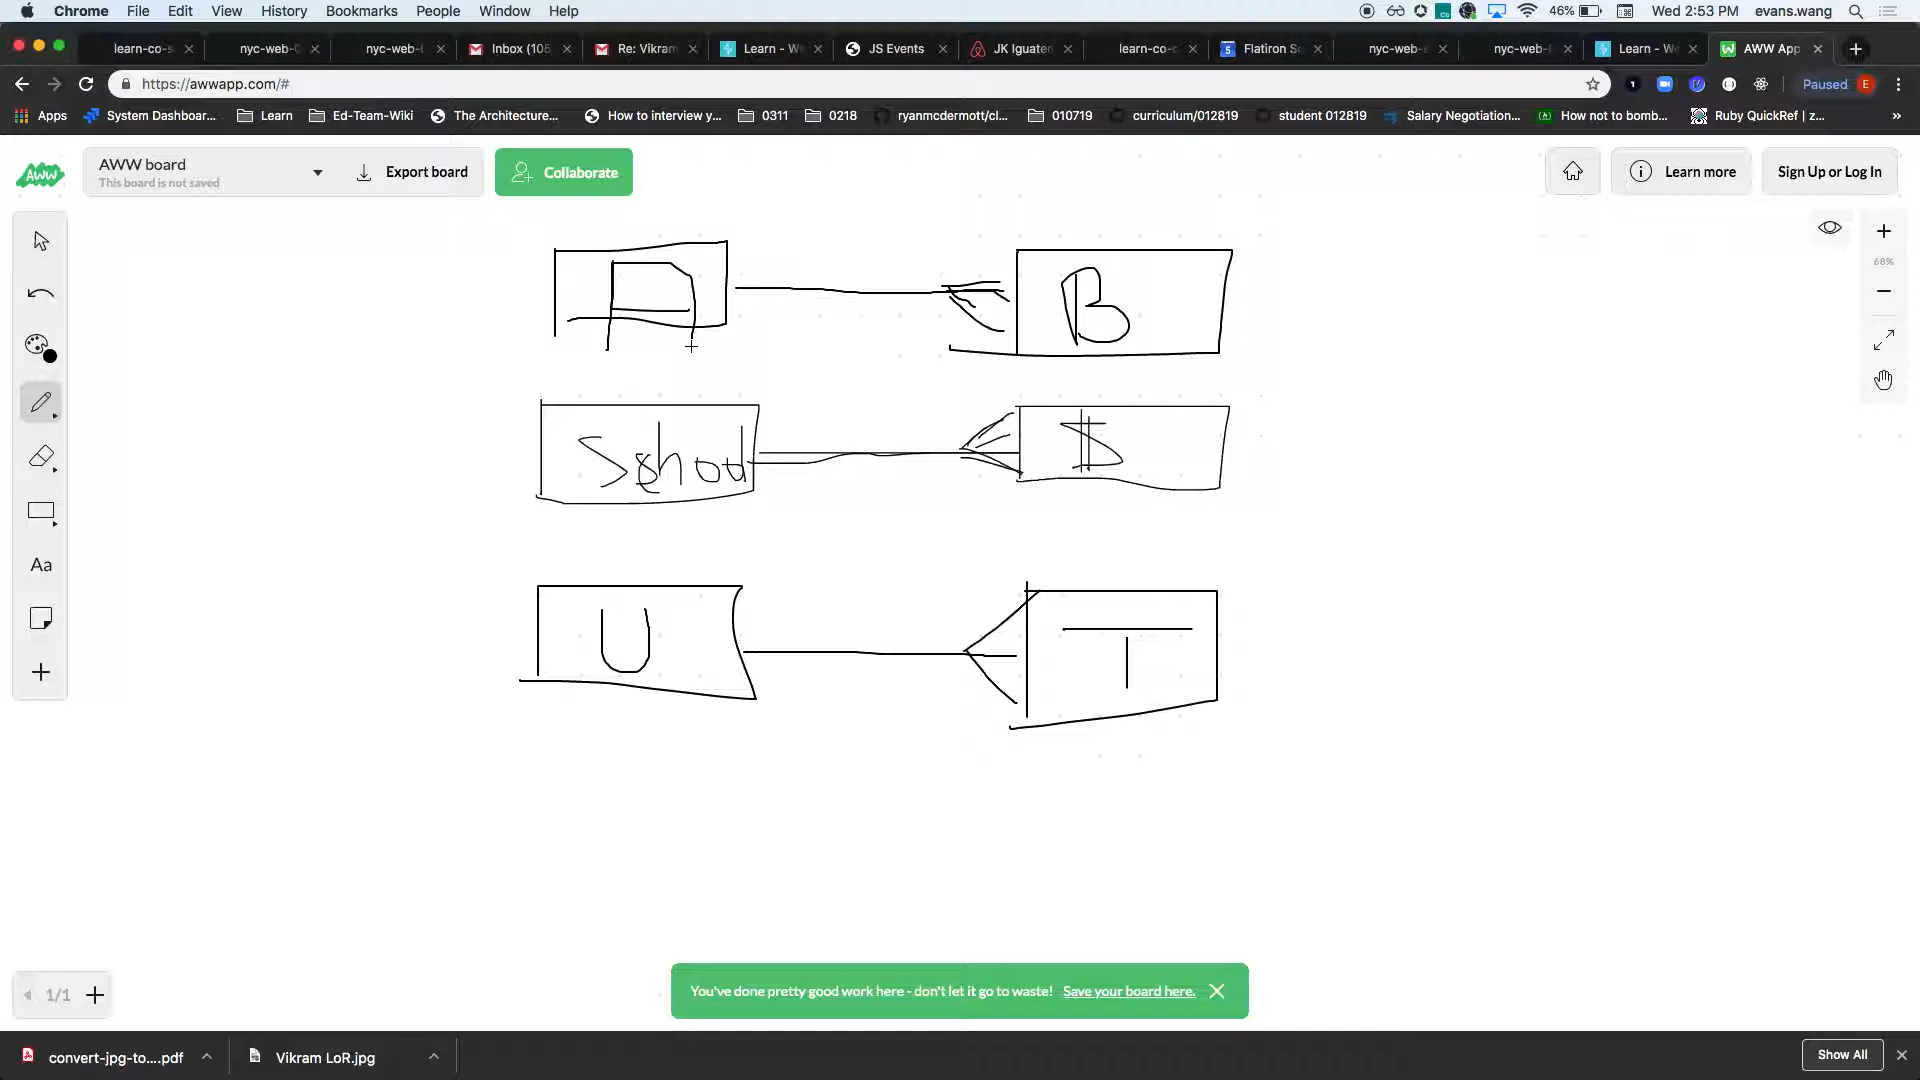 Chrome File Edit View History Bookmarks People Window Help 46% Wed 2:53 PM evans.wang
learn-co-s nyc-web-0 nyc-web- Inbox (105 Re: Vikram Learn - We JS Events JK Iguaten learn-co-c Flatiron Sc nyc-web-s nyc-web- Learn - We AWW App
https://awwapp.com/# Paused E
Apps System Dashboar... Learn Ed-Team-Wiki The Architecture... How to interview y... 0311 0218 ryanmcdermott/cl... 010719 curriculum/012819 student 012819 Salary Negotiation... How not to bomb... Ruby QuickRef | z... »
AWW
AWW board
This board is not saved
Export board
Collaborate
Learn more
Sign Up or Log In
68%
Aa
B
U
T
1/1
You've done pretty good work here - don't let it go to waste! Save your board here.
convert-jpg-to....pdf Vikram LoR.jpg Show All